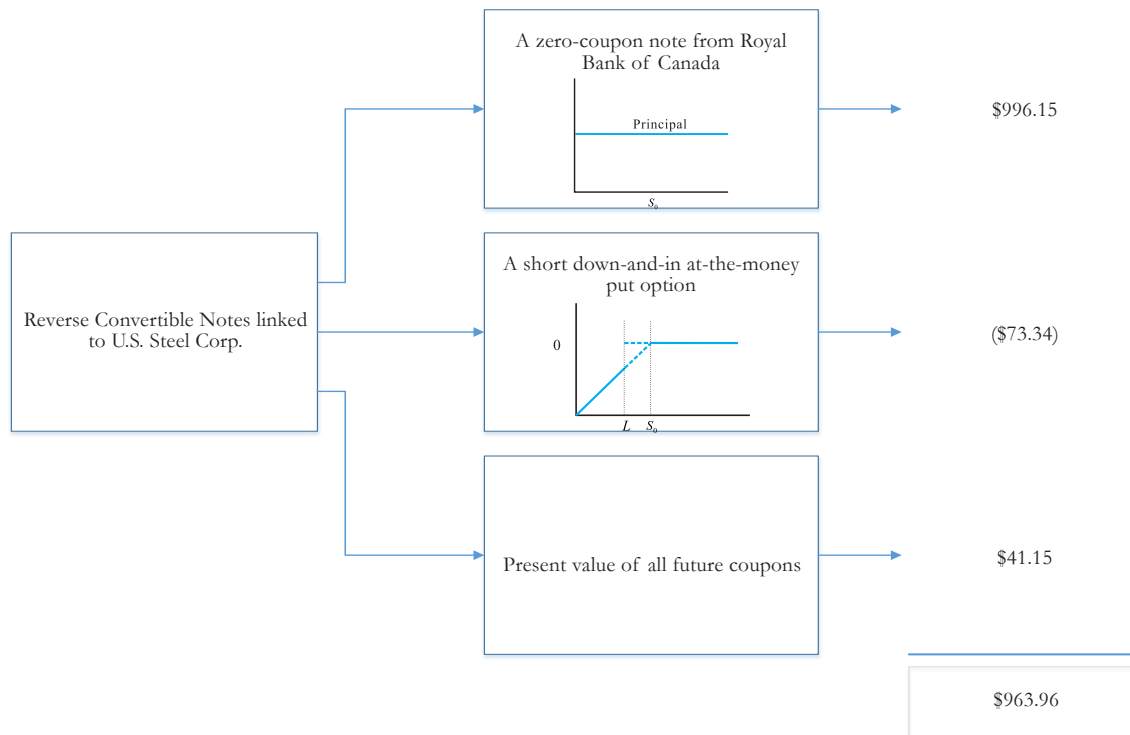 A zero-coupon note from Royal
Bank of Canada
Principal
S₀
$996.15
Reverse Convertible Notes linked
to U.S. Steel Corp.
A short down-and-in at-the-money
put option
0
L S₀
($73.34)
Present value of all future coupons
$41.15
$963.96